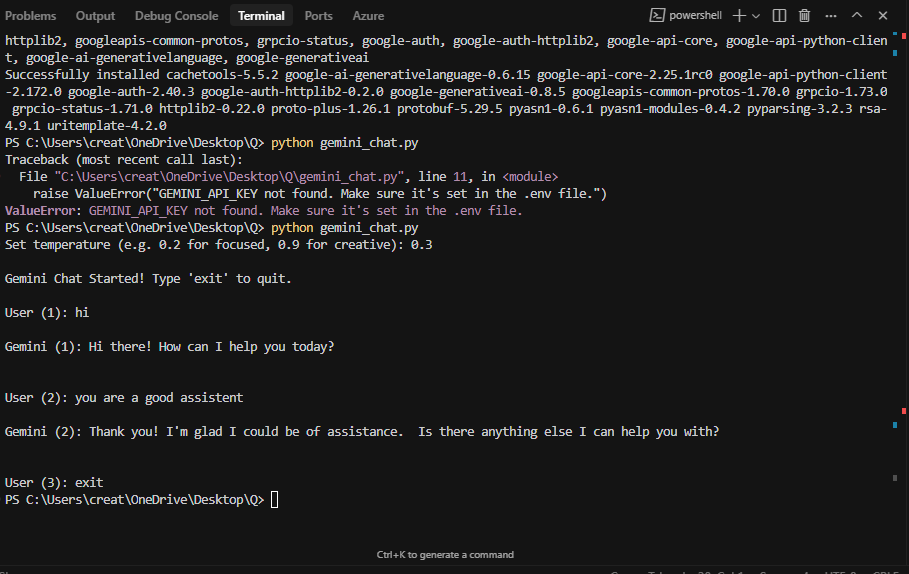 Problems Output Debug Console Terminal Ports Azure powershell
httplib2, googleapis-common-protos, grpcio-status, google-auth, google-auth-httplib2, google-api-core, google-api-python-clien
t, google-ai-generativelanguage, google-generativeai
Successfully installed cachetools-5.5.2 google-ai-generativelanguage-0.6.15 google-api-core-2.25.1rc0 google-api-python-client
-2.172.0 google-auth-2.40.3 google-auth-httplib2-0.2.0 google-generativeai-0.8.5 googleapis-common-protos-1.70.0 grpcio-1.73.0
grpcio-status-1.71.0 httplib2-0.22.0 proto-plus-1.26.1 protobuf-5.29.5 pyasn1-0.6.1 pyasn1-modules-0.4.2 pyparsing-3.2.3 rsa-
4.9.1 uritemplate-4.2.0
PS C:\Users\creat\OneDrive\Desktop\Q> python gemini_chat.py
Traceback (most recent call last):
  File "C:\Users\creat\OneDrive\Desktop\Q\gemini_chat.py", line 11, in <module>
    raise ValueError("GEMINI_API_KEY not found. Make sure it's set in the .env file.")
ValueError: GEMINI_API_KEY not found. Make sure it's set in the .env file.
PS C:\Users\creat\OneDrive\Desktop\Q> python gemini_chat.py
Set temperature (e.g. 0.2 for focused, 0.9 for creative): 0.3
Gemini Chat Started! Type 'exit' to quit.
User (1): hi
Gemini (1): Hi there! How can I help you today?
User (2): you are a good assistent
Gemini (2): Thank you! I'm glad I could be of assistance.  Is there anything else I can help you with?
User (3): exit
PS C:\Users\creat\OneDrive\Desktop\Q>
Ctrl+K to generate a command